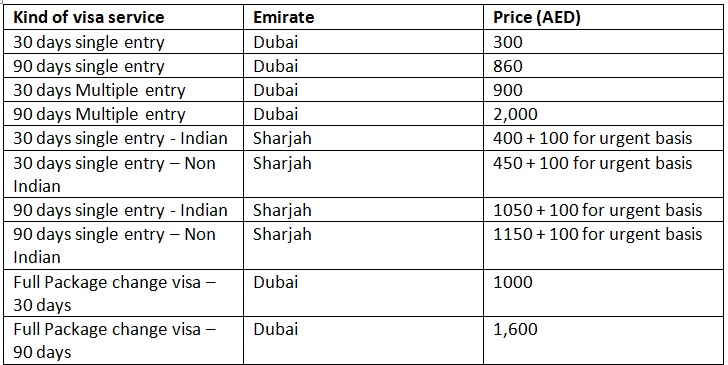 Kind of visa service Emirate Price (AED)
30 days single entry Dubai 300
90 days single entry Dubai 860
30 days Multiple entry Dubai 900
90 days Multiple entry Dubai 2,000
30 days single entry - Indian Sharjah 400 + 100 for urgent basis
30 days single entry – Non Sharjah 450 + 100 for urgent basis
Indian
90 days single entry - Indian Sharjah 1050 + 100 for urgent basis
90 days single entry – Non Sharjah 1150 + 100 for urgent basis
Indian
Full Package change visa – Dubai 1000
30 days
Full Package change visa – Dubai 1,600
90 days